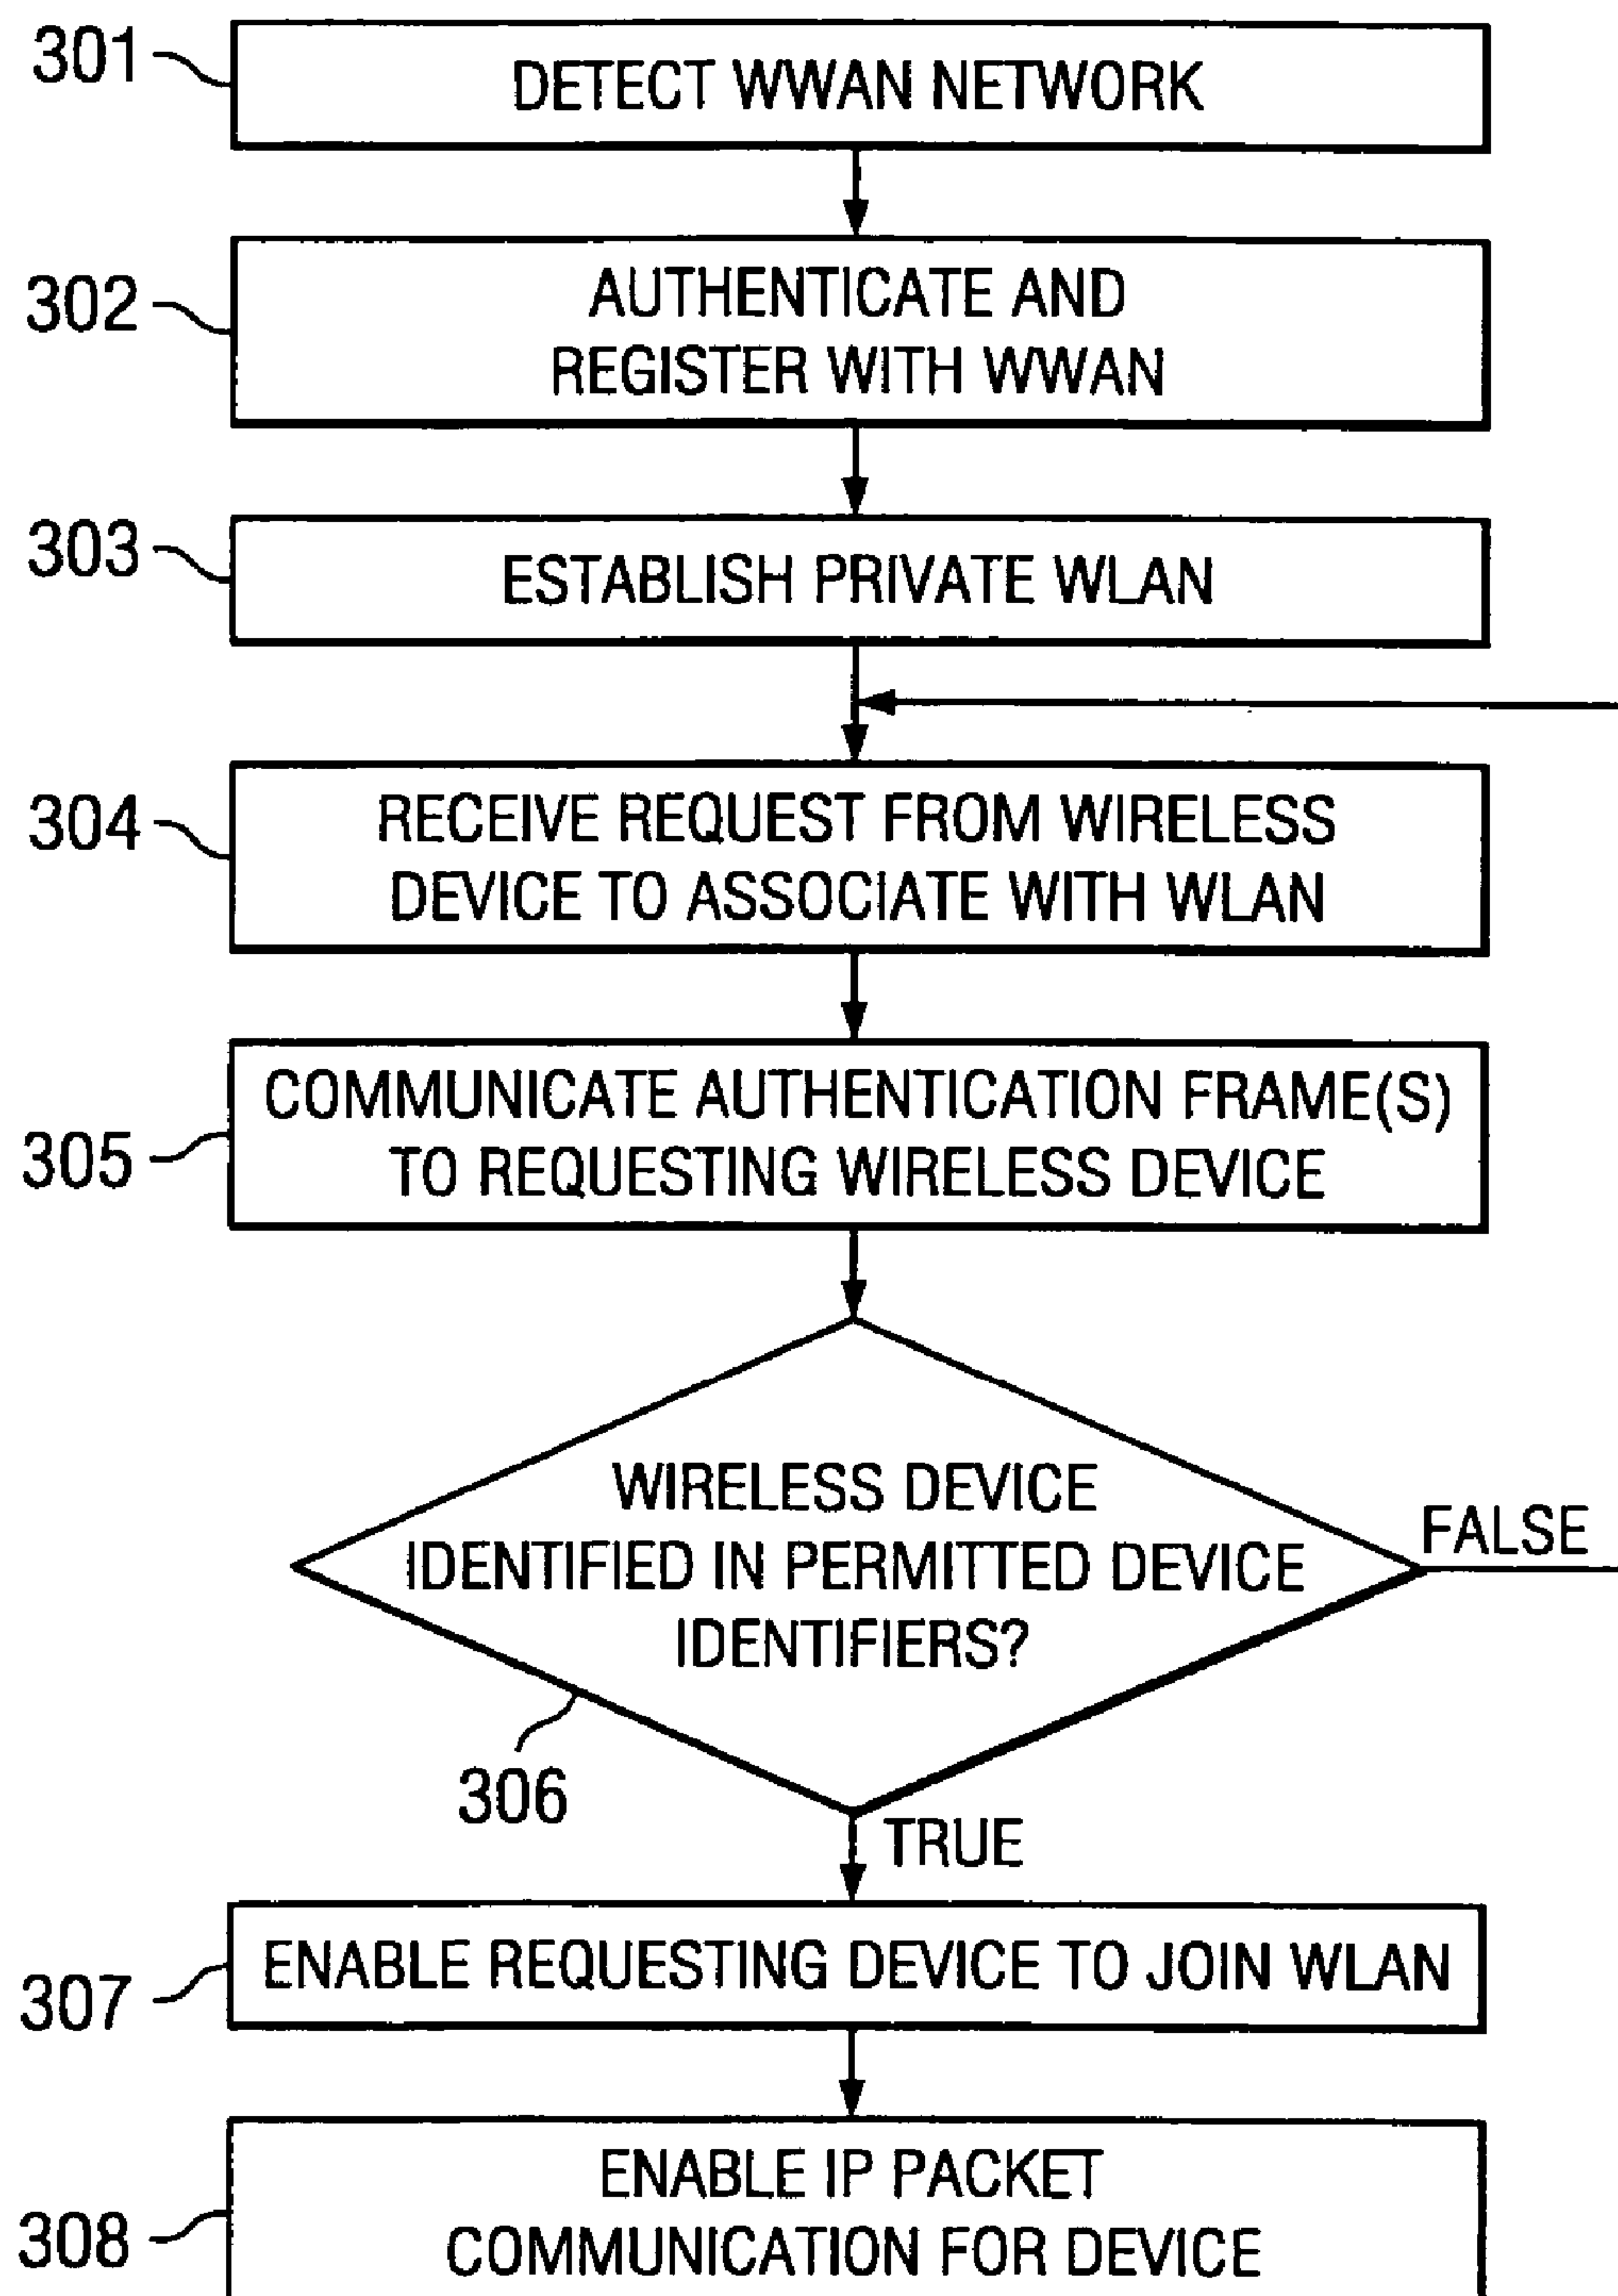 301
DETECT WWAN NETWORK
302
AUTHENTICATE AND
REGISTER WITH WWAN
303
ESTABLISH PRIVATE WLAN
304
RECEIVE REQUEST FROM WIRELESS
DEVICE TO ASSOCIATE WITH WLAN
305
COMMUNICATE AUTHENTICATION FRAME(S)
TO REQUESTING WIRELESS DEVICE
WIRELESS DEVICE
IDENTIFIED IN PERMITTED DEVICE
IDENTIFIERS?
FALSE
306
TRUE
307
ENABLE REQUESTING DEVICE TO JOIN WLAN
308
ENABLE IP PACKET
COMMUNICATION FOR DEVICE